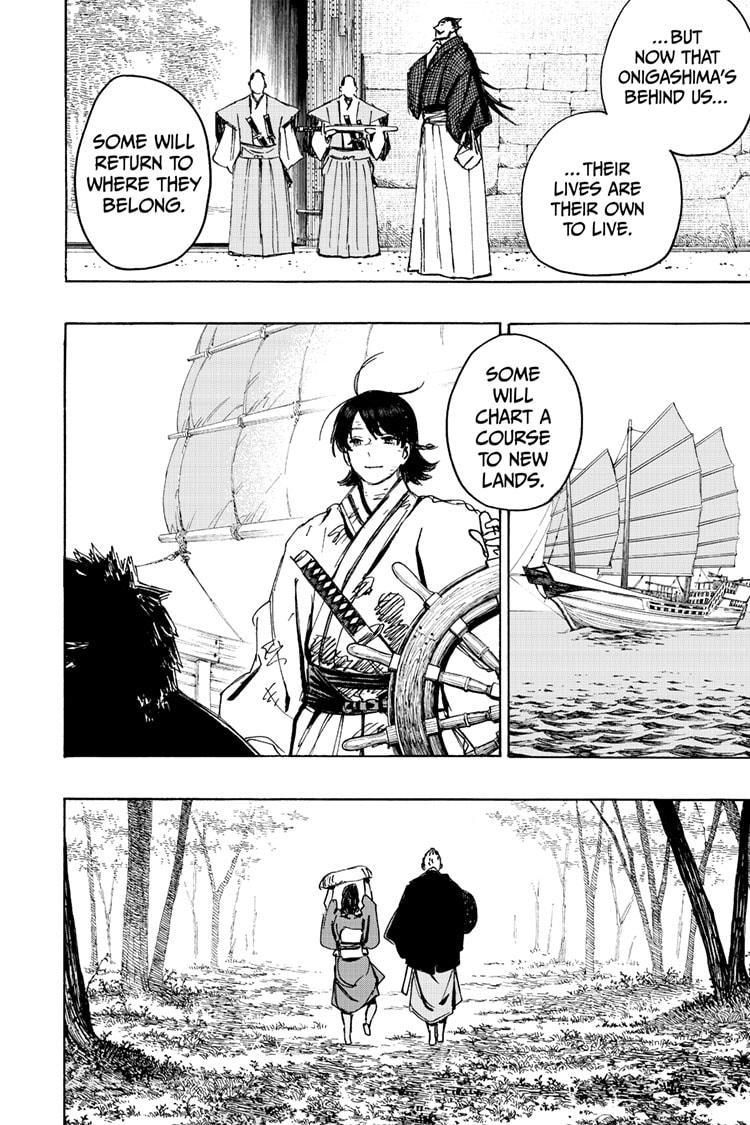 ...BUT
NOW THAT
ONIGASHIMA'S
BEHIND US...
...THEIR
LIVES ARE
THEIR OWN
TO LIVE.
SOME WILL
RETURN TO
WHERE THEY
BELONG.
SOME
WILL
CHART A
COURSE
TO NEW
LANDS.